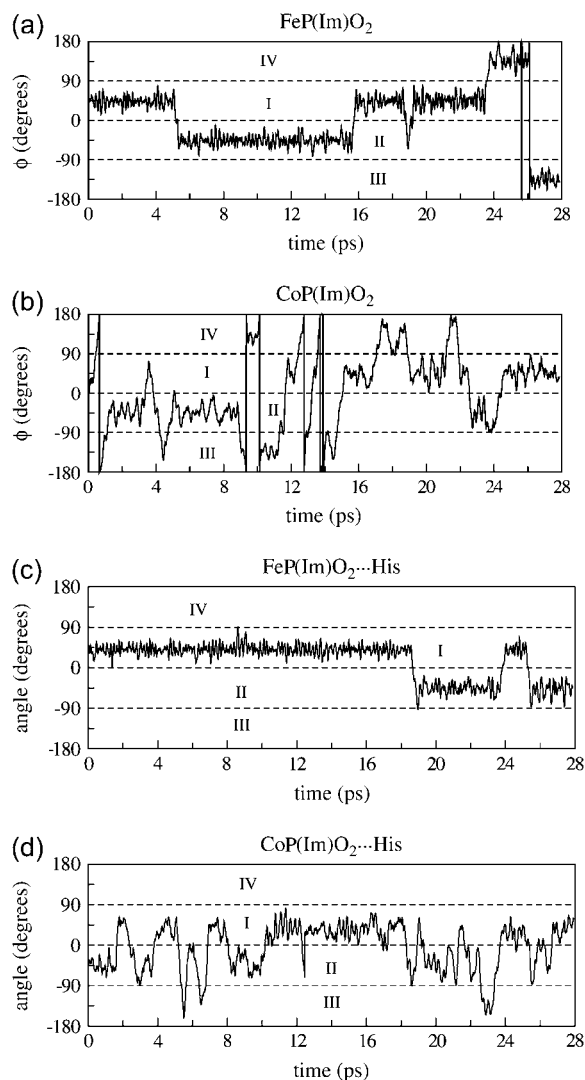 (a)
FeP(Im)O₂
ϕ (degrees)
180
90
0
-90
-180
IV
I
II
III
0 4 8 12 16 20 24 28
time (ps)
(b)
CoP(Im)O₂
ϕ (degrees)
180
90
0
-90
-180
IV
I
II
III
0 4 8 12 16 20 24 28
time (ps)
(c)
FeP(Im)O₂···His
angle (degrees)
180
90
0
-90
-180
IV
I
II
III
0 4 8 12 16 20 24 28
time (ps)
(d)
CoP(Im)O₂···His
angle (degrees)
180
90
0
-90
-180
IV
I
II
III
0 4 8 12 16 20 24 28
time (ps)